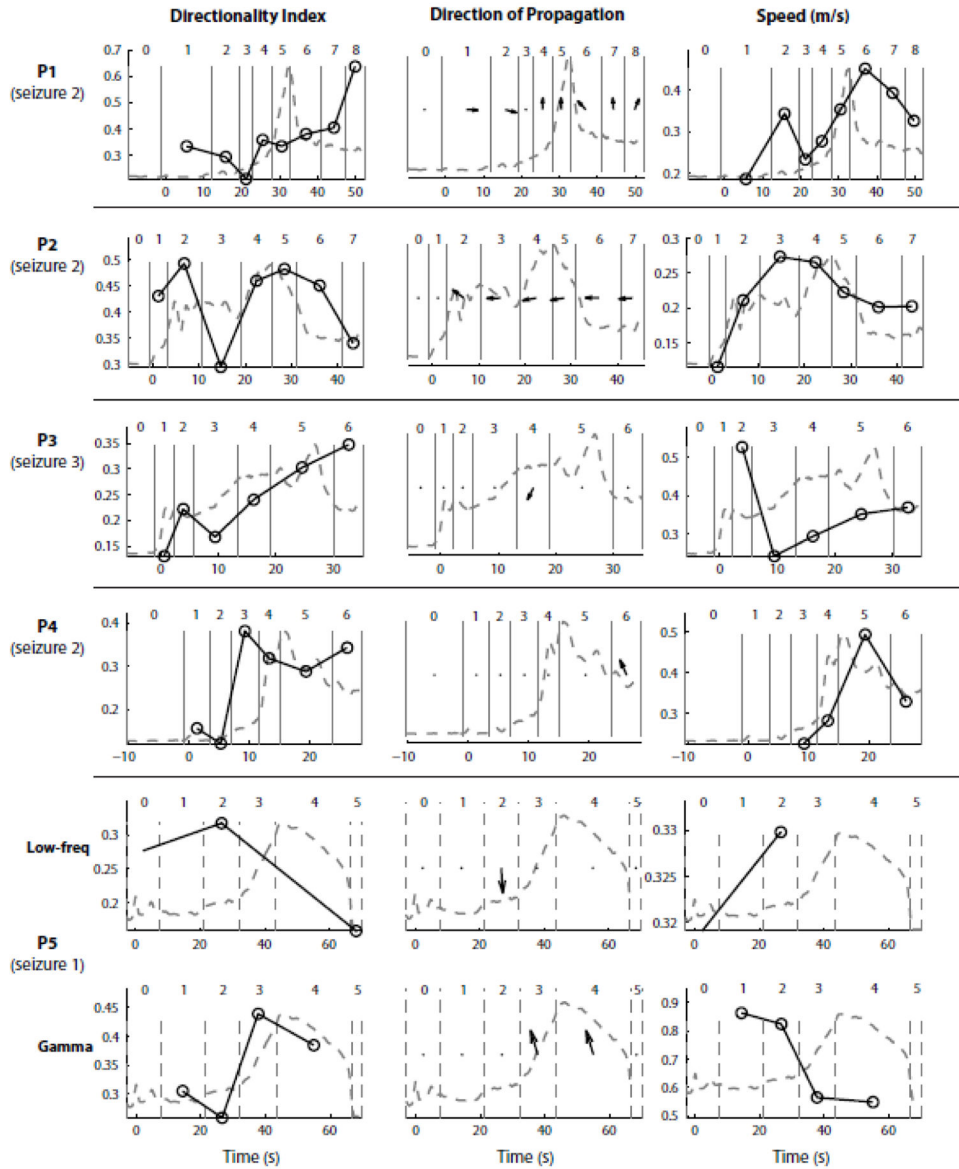 Directionality Index Direction of Propagation Speed (m/s)
P1
(seizure 2)
0 1 2 3 4 5 6 7 8
0.7
0.6
0.5
0.4
0.3
0 10 20 30 40 50
0 1 2 3 4 5 6 7 8
0 10 20 30 40 50
0 1 2 3 4 5 6 7 8
0.5
0.4
0.3
0.2
0 10 20 30 40 50
P2
(seizure 2)
0 1 2 3 4 5 6 7
0.5
0.45
0.4
0.35
0.3
0 10 20 30 40
0 1 2 3 4 5 6 7
0 10 20 30 40
0 1 2 3 4 5 6 7
0.3
0.25
0.2
0.15
0 10 20 30 40
P3
(seizure 3)
0 1 2 3 4 5 6
0.35
0.3
0.25
0.2
0.15
0 10 20 30
0 1 2 3 4 5 6
0 10 20 30
0 1 2 3 4 5 6
0.5
0.4
0.3
0 10 20 30
P4
(seizure 2)
0 1 2 3 4 5 6
0.4
0.3
0.2
−10 0 10 20
0 1 2 3 4 5 6
−10 0 10 20
0 1 2 3 4 5 6
0.5
0.4
0.3
−10 0 10 20
P5
(seizure 1)
Low-freq
0 1 2 3 4 5
0.3
0.25
0.2
0 20 40 60
0 1 2 3 4 5
0 20 40 60
0 1 2 3 4 5
0.33
0.325
0.32
0 20 40 60
Gamma
0 1 2 3 4 5
0.45
0.4
0.35
0.3
0 20 40 60
Time (s)
0 1 2 3 4 5
0 20 40 60
Time (s)
0 1 2 3 4 5
0.9
0.8
0.7
0.6
0.5
0 20 40 60
Time (s)